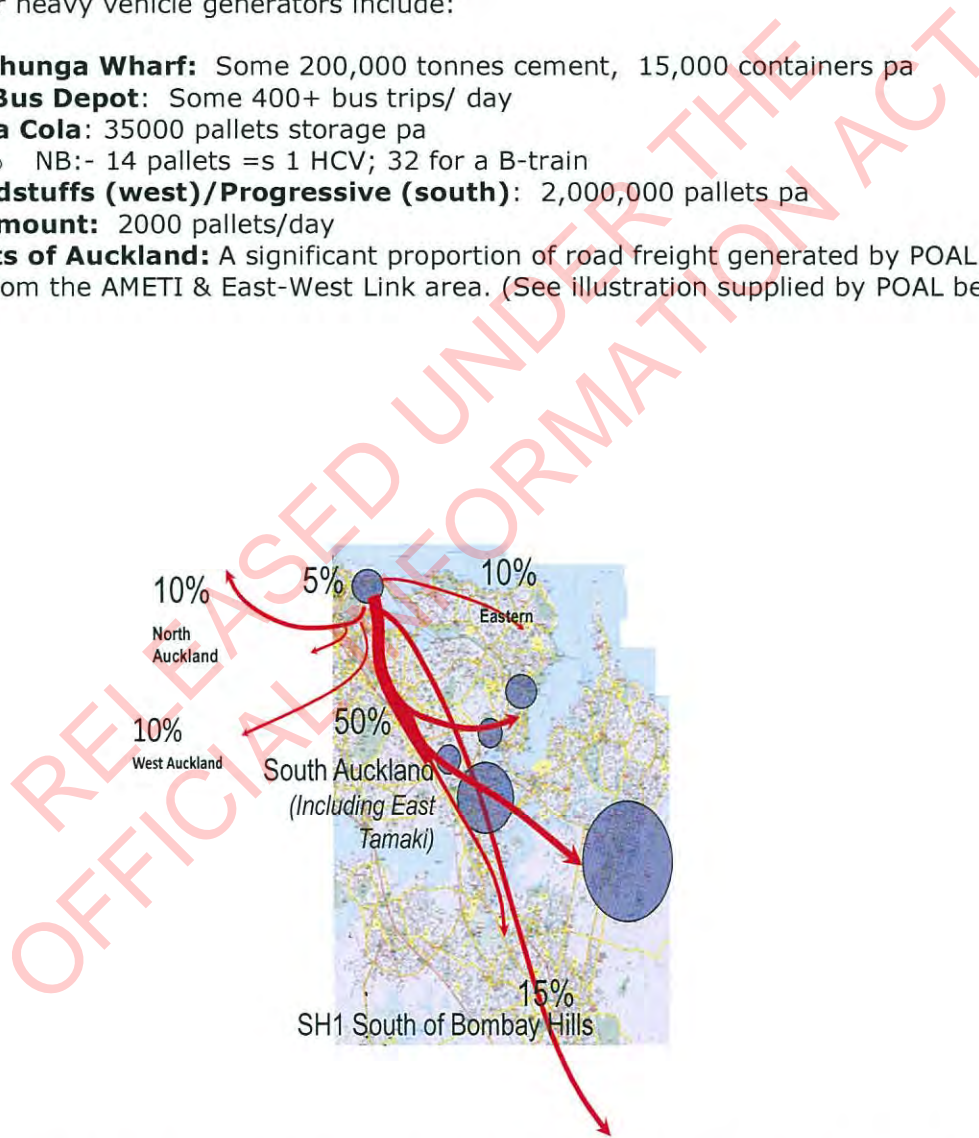 r heavy vehicle generators include:
hunga Wharf: Some 200,000 tonnes cement, 15,000 containers pa
Bus Depot: Some 400+ bus trips/ day
a Cola: 35000 pallets storage pa
NB:- 14 pallets =s 1 HCV; 32 for a B-train
dstuffs (west)/Progressive (south): 2,000,000 pallets pa
mount: 2000 pallets/day
ts of Auckland: A significant proportion of road freight generated by POAL
om the AMETI & East-West Link area. (See illustration supplied by POAL be
RELEASED UNDER THE
OFFICIAL INFORMATION ACT
5%
10%
Eastern
10%
North
Auckland
10%
West Auckland
50%
South Auckland
(Including East
Tamaki)
15%
SH1 South of Bombay Hills